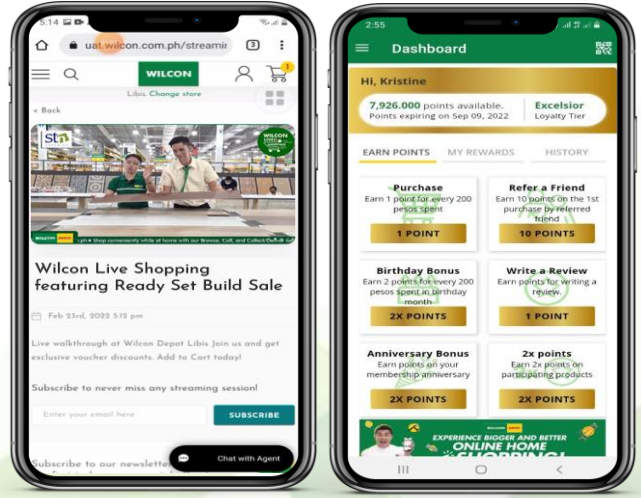 5:14
uat.wilcon.com.ph/streamir
3
WILCON
1
Libis Change store
< Back
stn
WILCON
Wilcon Live Shopping
featuring Ready Set Build Sale
Feb 23rd, 2022 5:12 pm
Live walkthrough at Wilcon Depot Libis Join us and get
exclusive voucher discounts. Add to Cart today!
Subscribe to never miss any streaming session!
Enter your email here
SUBSCRIBE
Subscribe to our newslette
Chat with Agent
2:55
Dashboard
Hi, Kristine
7,926.000 points available.
Points expiring on Sep 09, 2022
Excelsior
Loyalty Tier
EARN POINTS
MY REWARDS
HISTORY
Purchase
Earn 1 point for every 200
pesos spent
1 POINT
Refer a Friend
Earn 10 points on the 1st
purchase by referred
friend
10 POINTS
Birthday Bonus
Earn 2 points for every 200
pesos spent in birthday
month
2X POINTS
Write a Review
Earn points for writing a
review.
1 POINT
Anniversary Bonus
Earn points on your
membership anniversary
2X POINTS
2x points
Earn 2x points on
participating products
2X POINTS
EXPERIENCE BIGGER AND BETTER
ONLINE HOME
SHOPPING!